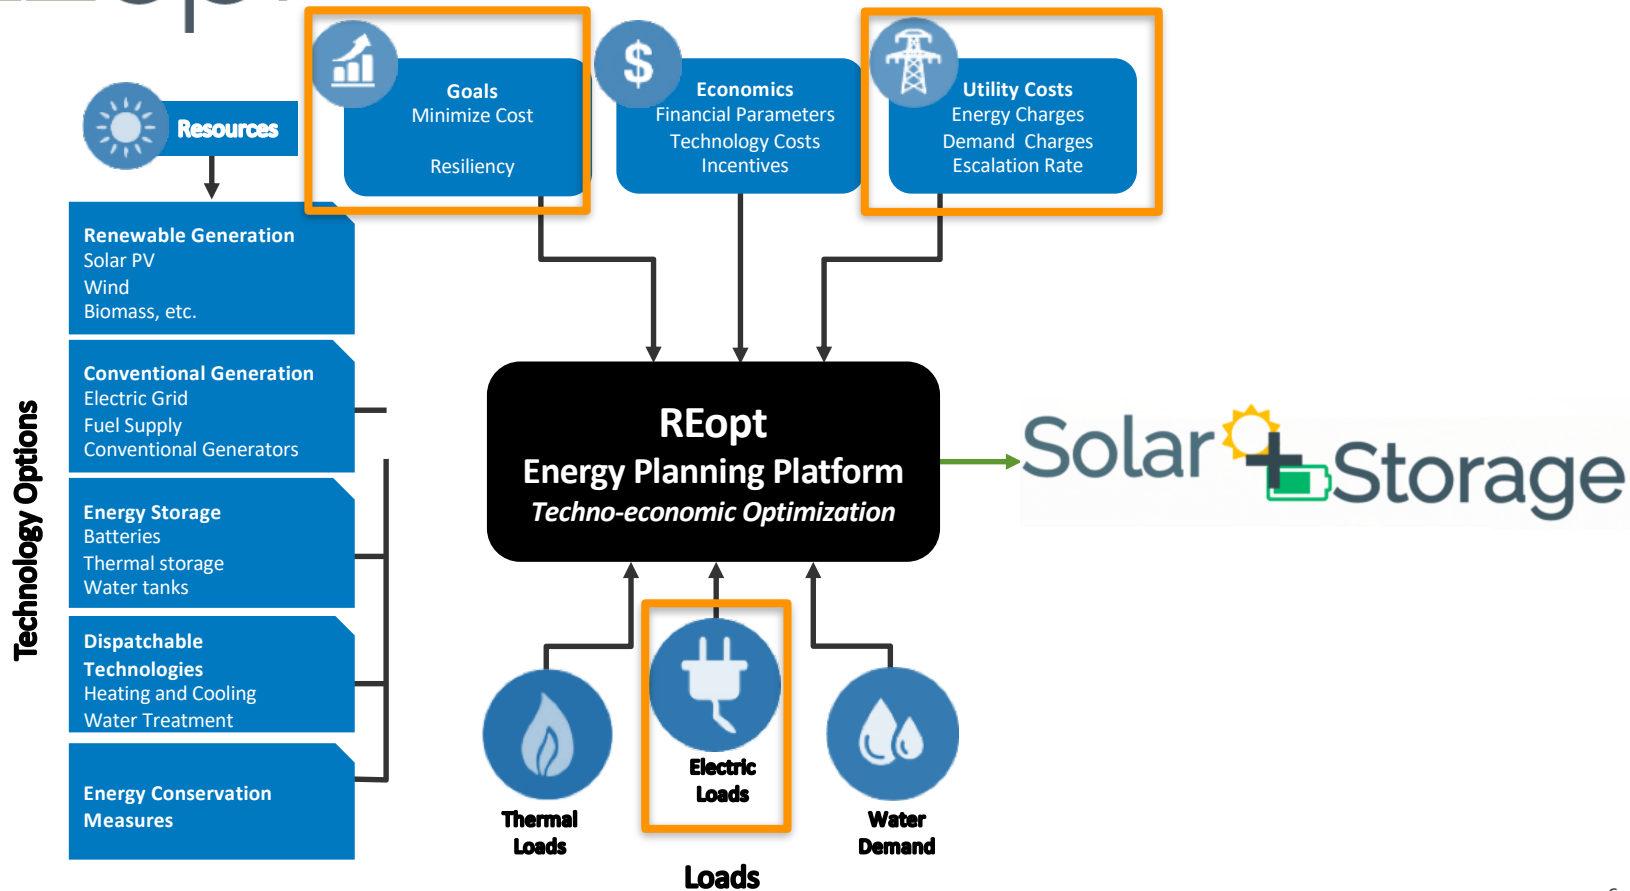 Resources
Goals
Minimize Cost
Resiliency
$
Economics
Financial Parameters
Technology Costs
Incentives
Utility Costs
Energy Charges
Demand Charges
Escalation Rate
Technology Options
Renewable Generation
Solar PV
Wind
Biomass, etc.
Conventional Generation
Electric Grid
Fuel Supply
Conventional Generators
Energy Storage
Batteries
Thermal storage
Water tanks
Dispatchable
Technologies
Heating and Cooling
Water Treatment
Energy Conservation
Measures
REopt
Energy Planning Platform
Techno-economic Optimization
Solar+Storage
Thermal
Loads
Electric
Loads
Water
Demand
Loads